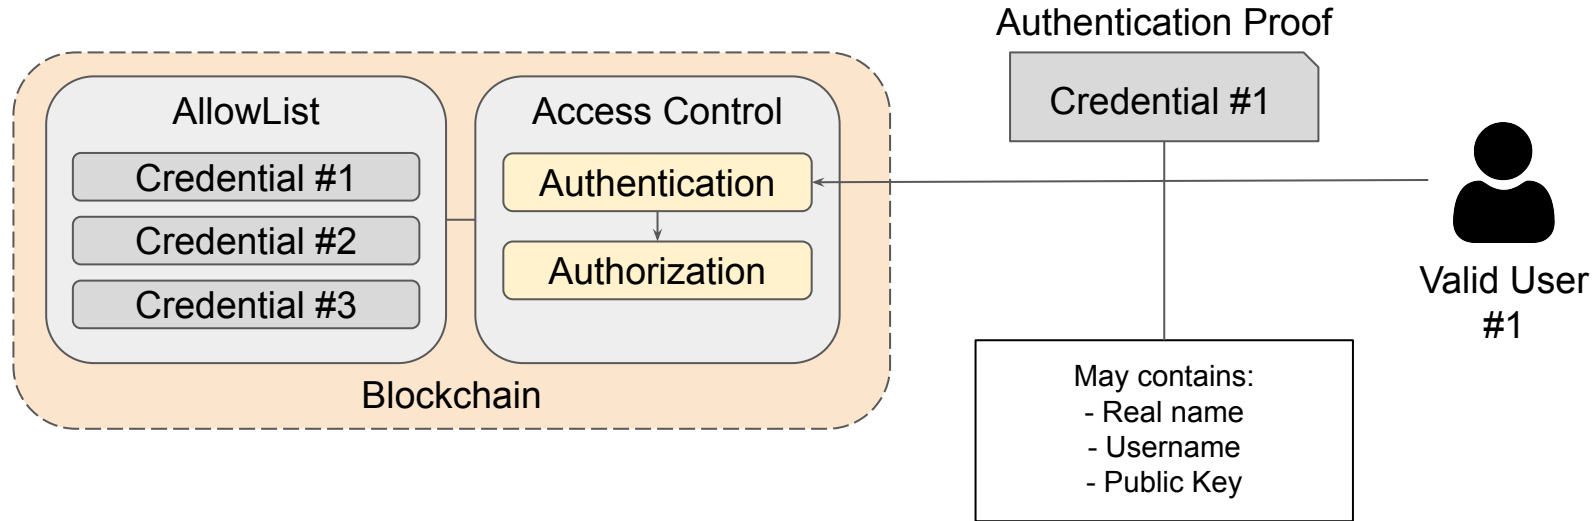 AllowList
Credential #1
Credential #2
Credential #3
Access Control
Authentication
Authorization
Blockchain
Authentication Proof
Credential #1
May contains:
- Real name
- Username
- Public Key
Valid User
#1